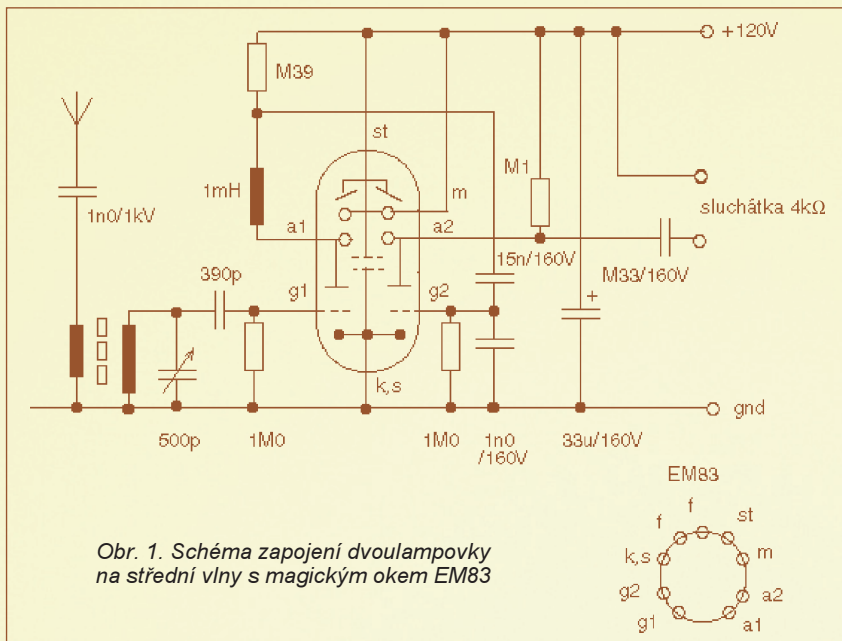 +120V
M39
st
M1
1n0/1kV
1mH
m
sluchátka 4kΩ
a1
a2
15n/160V
M33/160V
390p
g1
g2
+
k,s
gnd
500p
1M0
1M0
1n0
/160V
33u/160V
EM83
f
f
st
k,s
m
g2
a2
g1
a1
Obr. 1. Schéma zapojení dvoulampovky
na střední vlny s magickým okem EM83